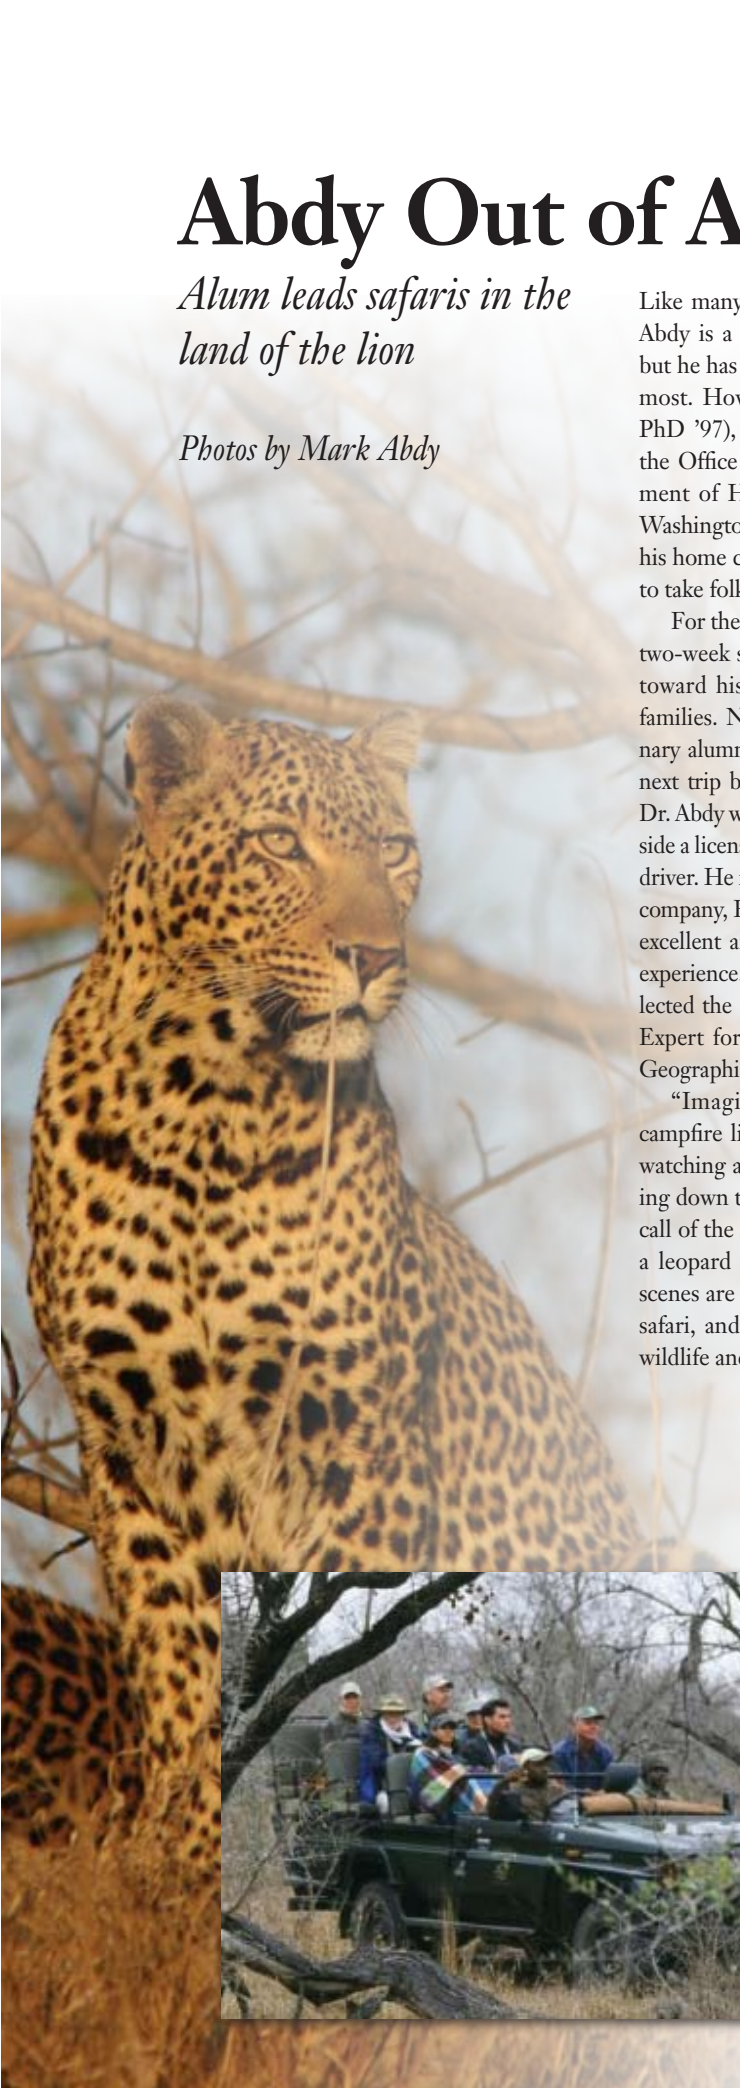 Abdy Out of A
Alum leads safaris in the
land of the lion
Photos by Mark Abdy
Like many
Abdy is a
but he has
most. How
PhD ’97),
the Office
ment of H
Washingto
his home c
to take folk
For the
two-week s
toward his
families. N
nary alumn
next trip b
Dr. Abdy w
side a licens
driver. He
company, E
excellent a
experience
lected the
Expert for
Geographi
“Imagi
campfire li
watching a
ing down t
call of the
a leopard
scenes are
safari, and
wildlife and